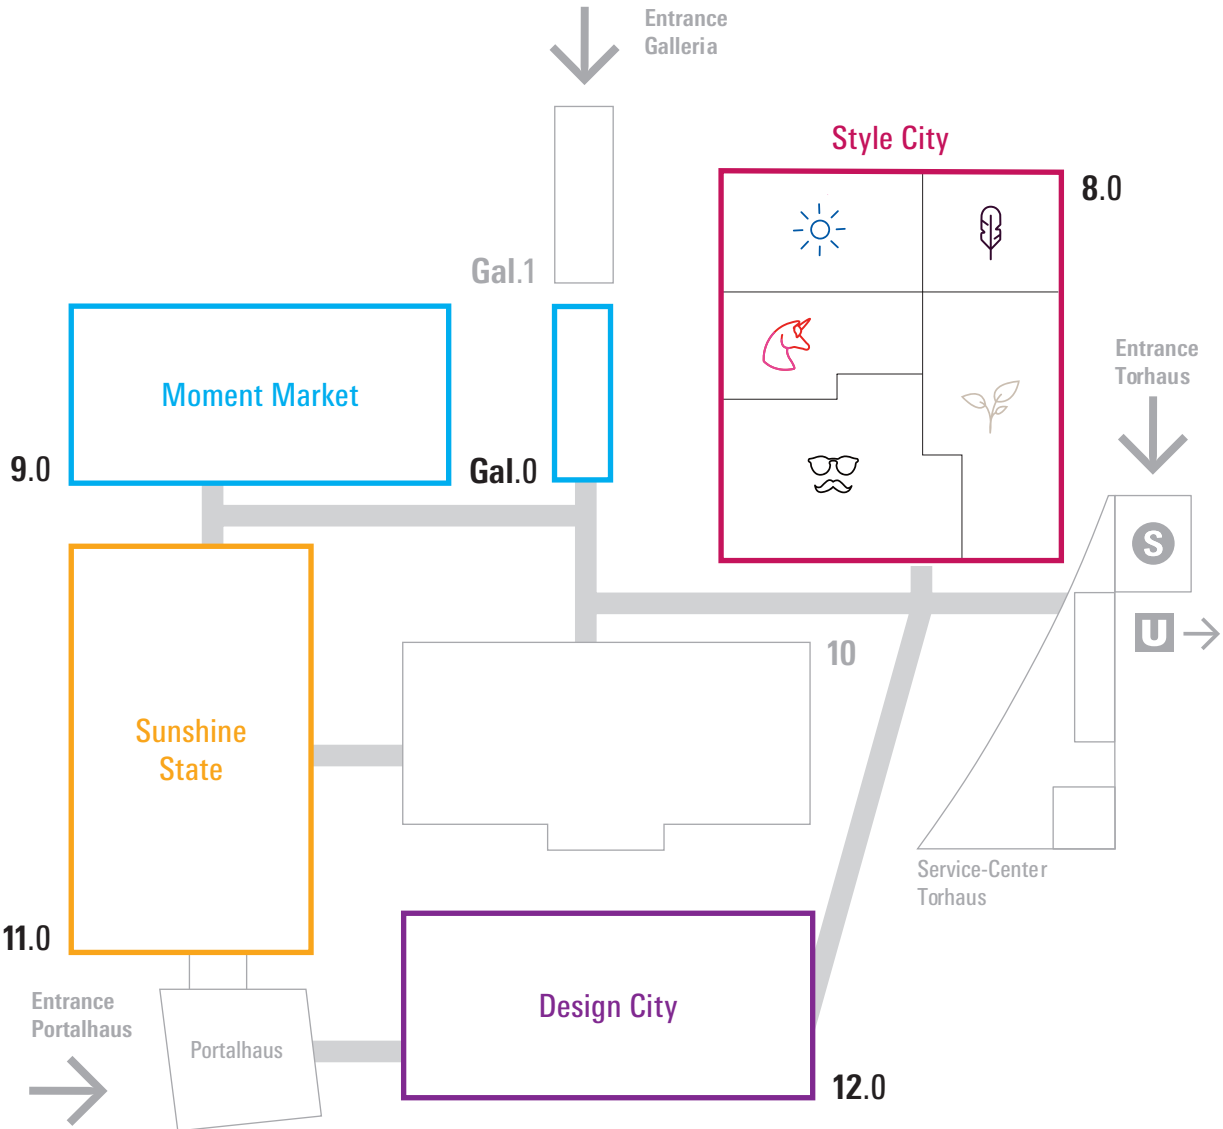 Entrance
Galleria
Style City
8.0
Gal.1
Entrance
Torhaus
Moment Market
9.0
Gal.0
S
U
10
Sunshine
State
Service-Center
Torhaus
11.0
Design City
Entrance
Portalhaus
Portalhaus
12.0